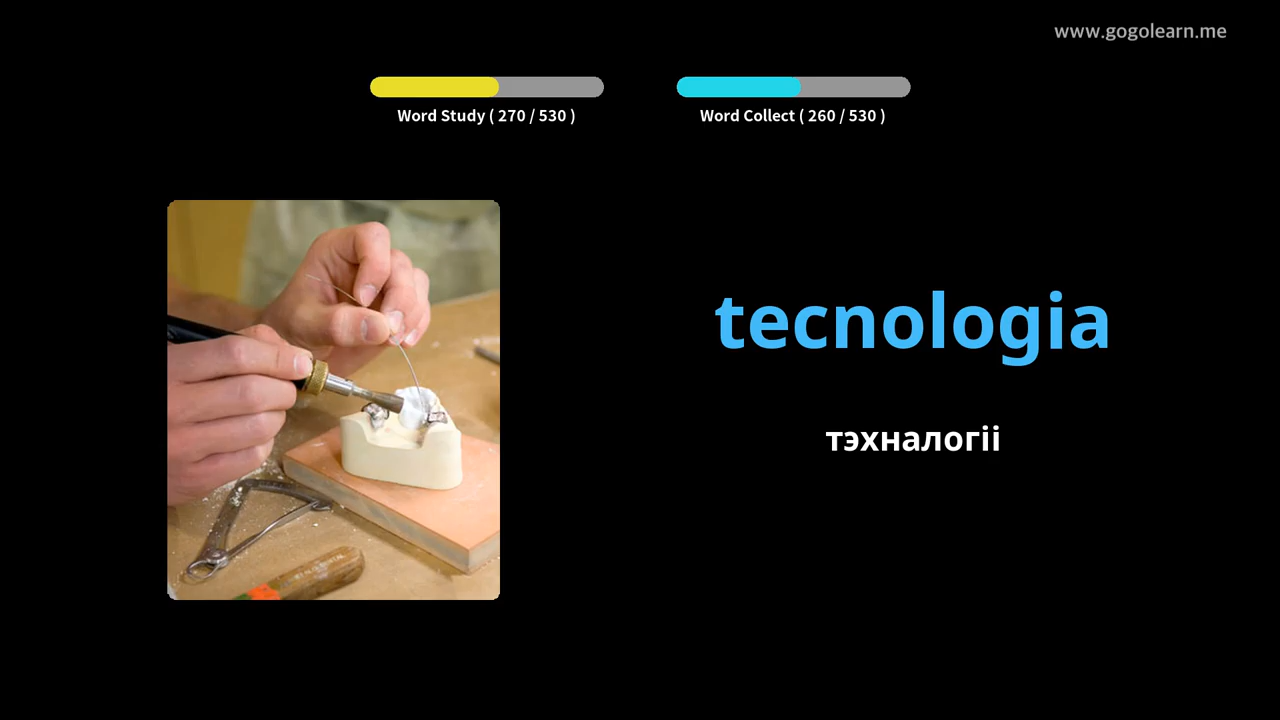 www.gogolearn.me
Word Study ( 270 / 530 )
Word Collect ( 260 / 530 )
tecnologia
тэхналогіі